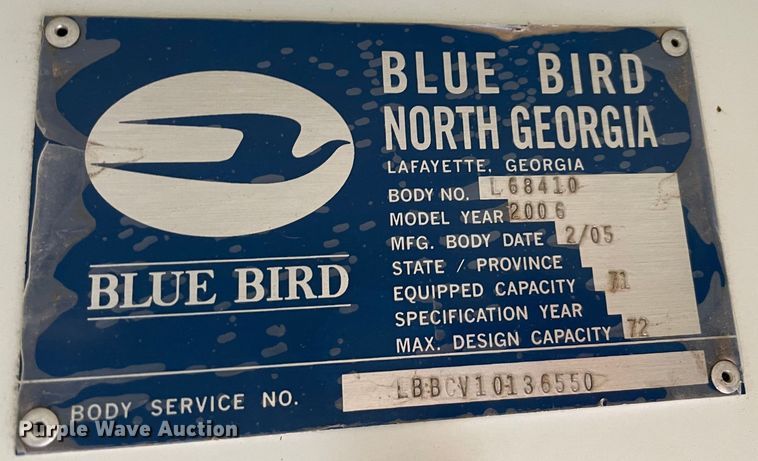 BLUE BIRD
NORTH GEORGIA
LAFAYETTE, GEORGIA
BODY NO. L68410
MODEL YEAR 2006
MFG. BODY DATE 2/05
STATE / PROVINCE
EQUIPPED CAPACITY 71
SPECIFICATION YEAR
MAX. DESIGN CAPACITY 72
BLUE BIRD
BODY SERVICE NO. LBBCV10136550
Purple Wave Auction